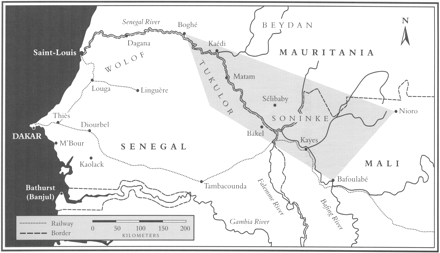 Senegal River
Boghé
BEYDAN
N
Dagana
Kaédi
MAURITANIA
Saint-Louis
WOLOF
TUKULOR
Matam
Louga
Linguère
Sélibaby
Nioro
Thiès
SONINKE
DAKAR
Diourbel
Bakel
Kayes
M'Bour
SENEGAL
MALI
Kaolack
Bafoulabé
Tambacounda
Bathurst
(Banjul)
Falémé River
Bafing River
Gambia River
0 50 100 150 200
KILOMETERS
Railway
Border